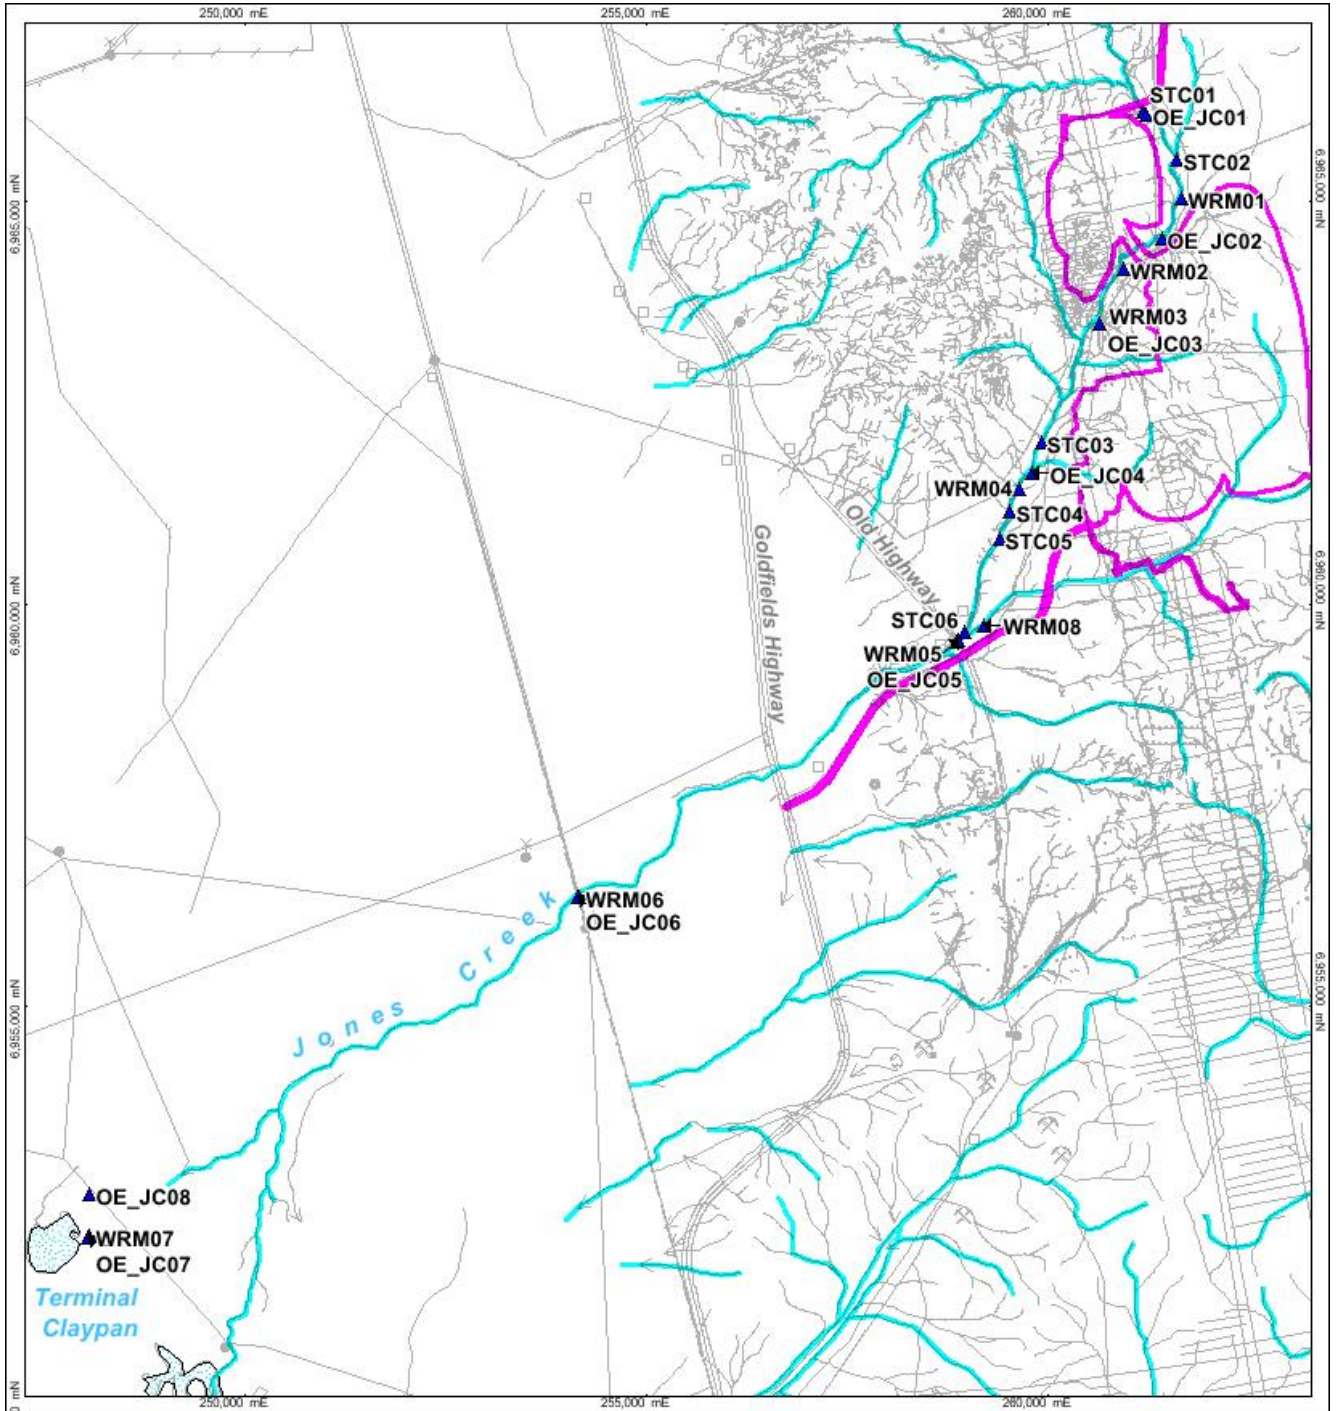 250,000 mE
255,000 mE
260,000 mE
STC01
OE_JC01
STC02
6,965,000 mN
6,965,000 mN
WRM01
OE_JC02
WRM02
WRM03
OE_JC03
STC03
OE_JC04
WRM04
STC04
STC05
Old Highway
Goldfields Highway
6,960,000 mN
6,960,000 mN
STC06
WRM08
WRM05
OE_JC05
WRM06
OE_JC06
Jones Creek
6,955,000 mN
6,955,000 mN
OE_JC08
WRM07
OE_JC07
Terminal
Claypan
0 mN
250,000 mE
255,000 mE
260,000 mE